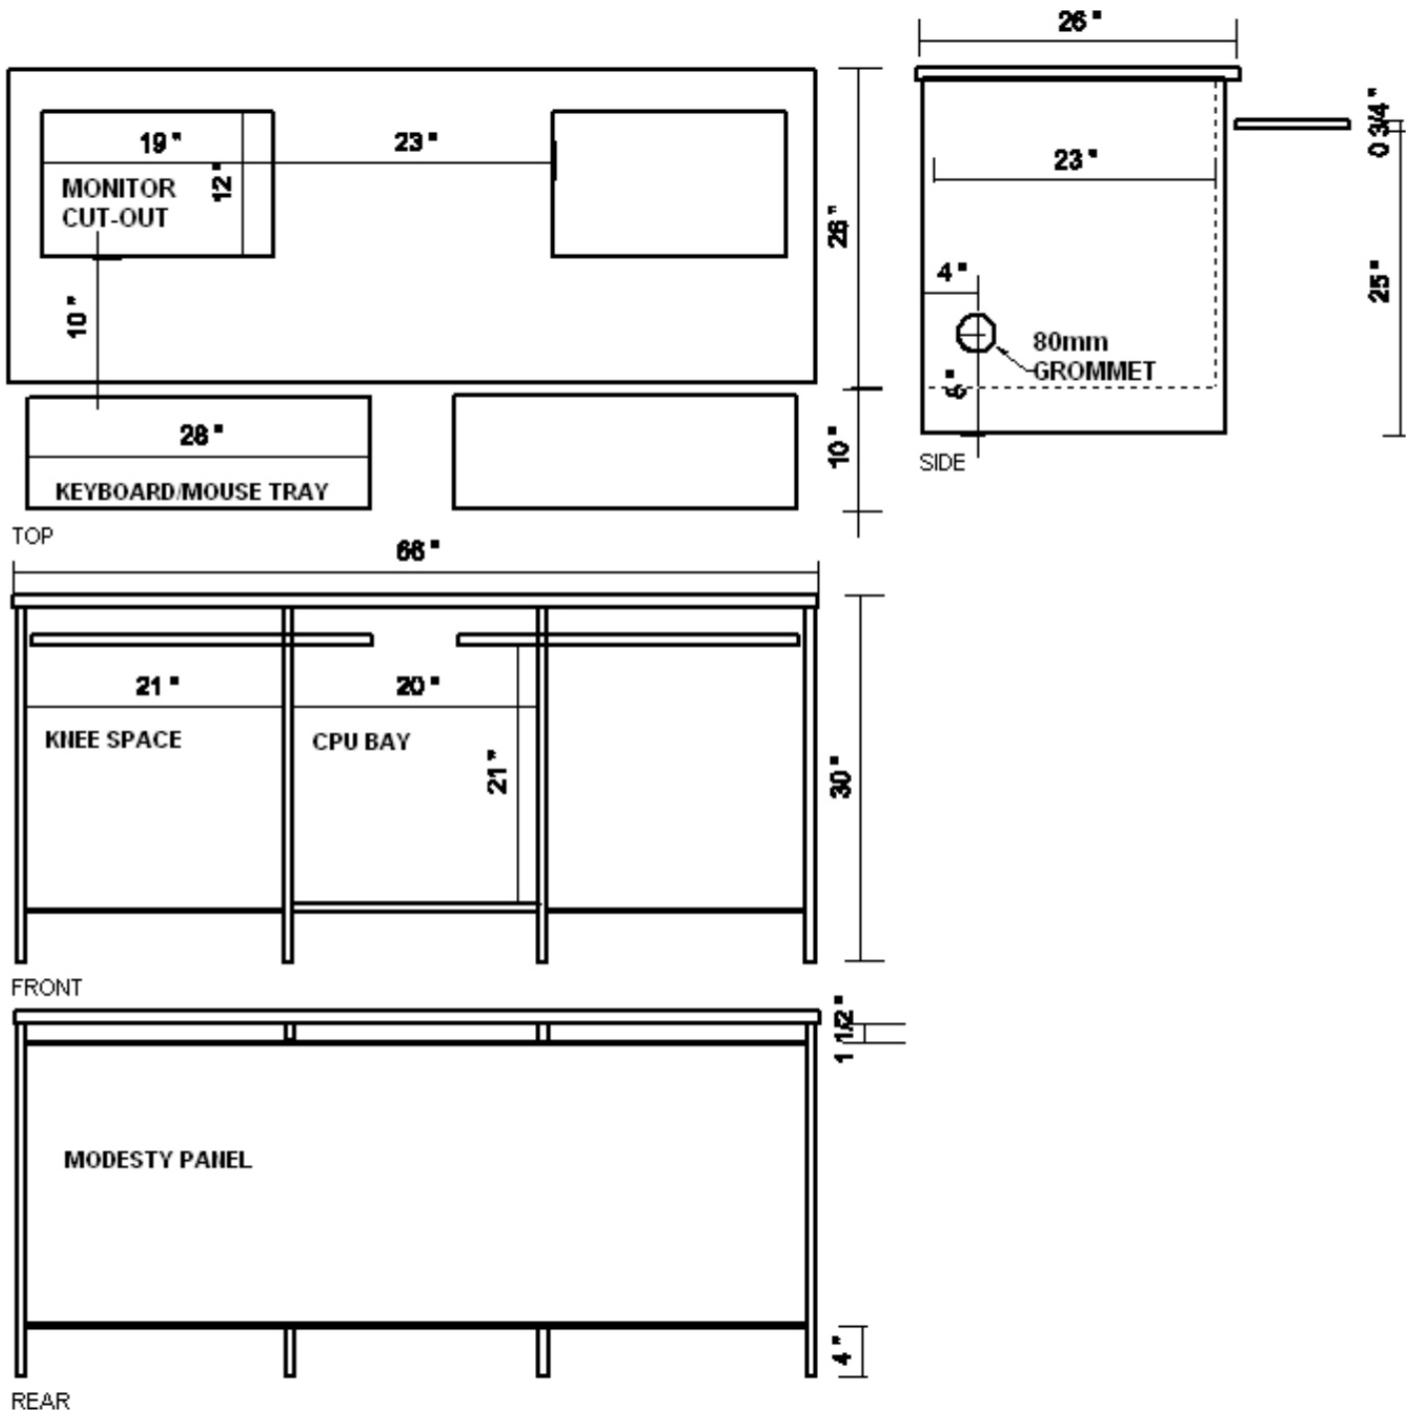 26 "
19 "
23 "
12 "
MONITOR
CUT-OUT
10 "
26 "
28 "
10 "
KEYBOARD/MOUSE TRAY
TOP
0 3/4 "
23 "
4 "
25 "
80mm
GROMMET
6 "
SIDE
66 "
21 "
20 "
KNEE SPACE
CPU BAY
21 "
30 "
FRONT
1 1/2 "
MODESTY PANEL
4 "
REAR